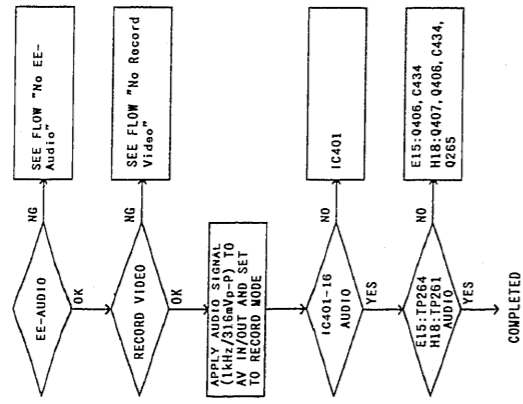 EE-AUDIO
NG
SEE FLOW "No EE-
Audio"
OK
RECORD VIDEO
NG
SEE FLOW "No Record
Video"
OK
APPLY AUDIO SIGNAL
(1kHz/316mVp-P) TO
AV IN/OUT AND SET
TO RECORD MODE
IC401-16
AUDIO
NO
IC401
YES
E15:TP264
H18:TP261
AUDIO
NO
E15:Q406, C434
H18:Q407, Q406, C434,
Q265
YES
COMPLETED